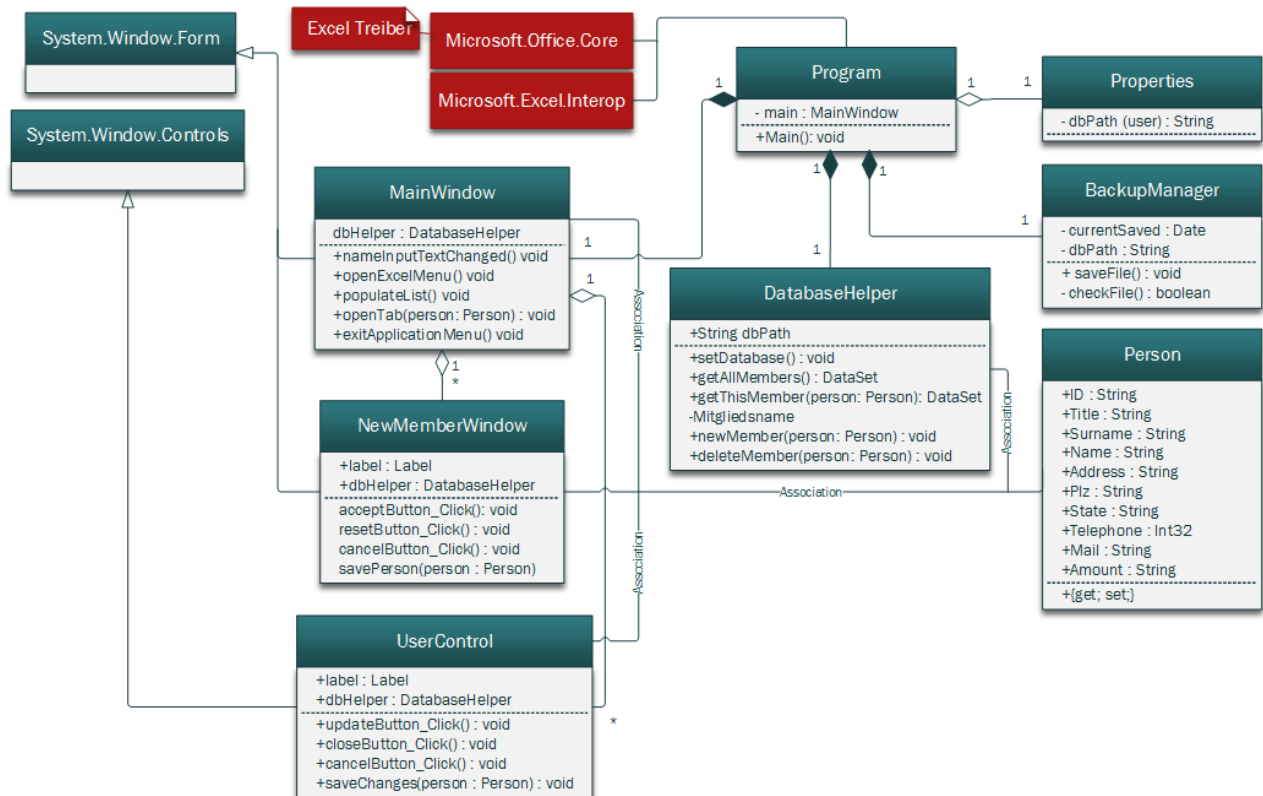 System.Window.Form
System.Window.Controls
Excel Treiber
Microsoft.Office.Core
Microsoft.Excel.Interop
Program
- main : MainWindow
+Main(): void
1
1
1
1
1
1
1
1
Properties
- dbPath (user) : String
BackupManager
- currentSaved : Date
- dbPath : String
+ saveFile() : void
- checkFile() : boolean
MainWindow
dbHelper : DatabaseHelper
+nameInputTextChanged() void
+openExcelMenu() void
+populateList() void
+openTab(person: Person) : void
+exitApplicationMenu() void
1
*
1
*
Association
Association
DatabaseHelper
+String dbPath
+setDatabase() : void
+getAllMembers() : DataSet
+getThisMember(person: Person): DataSet
-Mitgliedsname
+newMember(person: Person) : void
+deleteMember(person: Person) : void
Association
Association
Person
+ID : String
+Title : String
+Surname : String
+Name : String
+Address : String
+Plz : String
+State : String
+Telephone : Int32
+Mail : String
+Amount : String
+{get; set;}
NewMemberWindow
+label : Label
+dbHelper : DatabaseHelper
acceptButton_Click(): void
resetButton_Click() : void
cancelButton_Click() : void
savePerson(person : Person)
UserControl
+label : Label
+dbHelper : DatabaseHelper
+updateButton_Click() : void
+closeButton_Click() : void
+cancelButton_Click() : void
+saveChanges(person : Person) : void